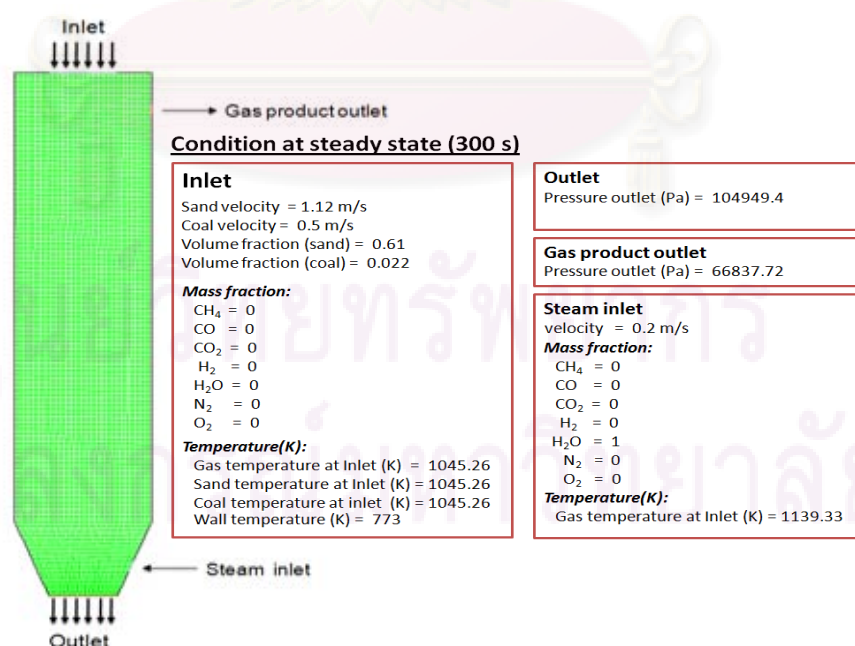 Inlet
Gas product outlet
Condition at steady state (300 s)
Inlet
Sand velocity = 1.12 m/s
Coal velocity = 0.5 m/s
Volume fraction (sand) = 0.61
Volume fraction (coal) = 0.022
Mass fraction:
CH₄ = 0
CO = 0
CO₂ = 0
H₂ = 0
H₂O = 0
N₂ = 0
O₂ = 0
Temperature(K):
Gas temperature at Inlet (K) = 1045.26
Sand temperature at Inlet (K) = 1045.26
Coal temperature at inlet (K) = 1045.26
Wall temperature (K) = 773
Outlet
Pressure outlet (Pa) = 104949.4
Gas product outlet
Pressure outlet (Pa) = 66837.72
Steam inlet
velocity = 0.2 m/s
Mass fraction:
CH₄ = 0
CO = 0
CO₂ = 0
H₂ = 0
H₂O = 1
N₂ = 0
O₂ = 0
Temperature(K):
Gas temperature at Inlet (K) = 1139.33
Steam inlet
Outlet